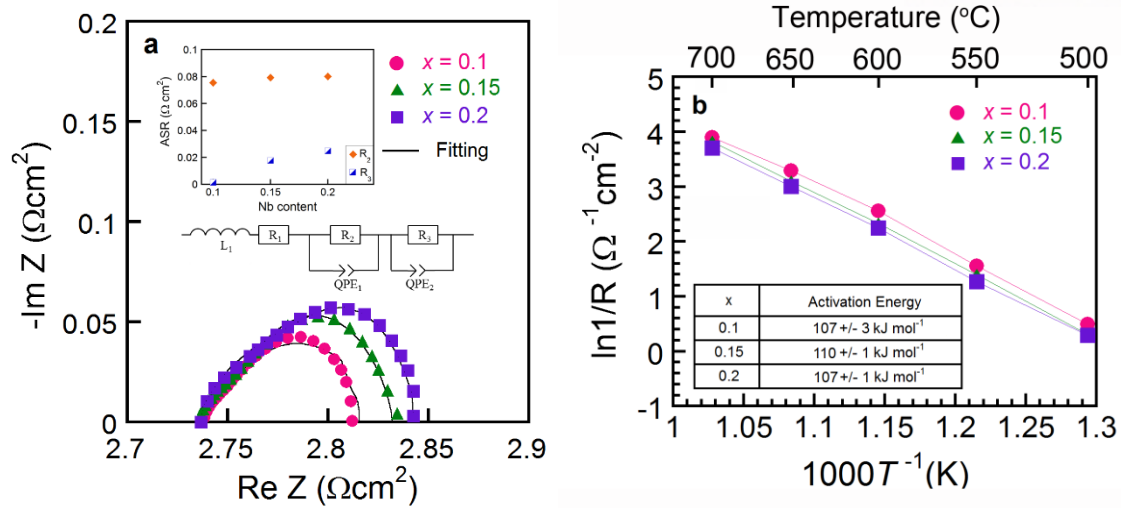 a
0.2
0.15
0.1
0.05
0
-Im Z (Ωcm²)
2.7
2.75
2.8
2.85
2.9
Re Z (Ωcm²)
x = 0.1
x = 0.15
x = 0.2
Fitting
0.1
0.08
0.06
0.04
0.02
0
ASR (Ω cm²)
R₂
R₃
0.1
0.15
0.2
Nb content
L₁
R₁
R₂
R₃
QPE₁
QPE₂
Temperature (°C)
700
650
600
550
500
b
5
4
3
2
1
0
-1
ln1/R (Ω⁻¹cm⁻²)
x = 0.1
x = 0.15
x = 0.2
x Activation Energy
0.1 107 +/- 3 kJ mol⁻¹
0.15 110 +/- 1 kJ mol⁻¹
0.2 107 +/- 1 kJ mol⁻¹
1
1.05
1.1
1.15
1.2
1.25
1.3
1000T⁻¹(K)